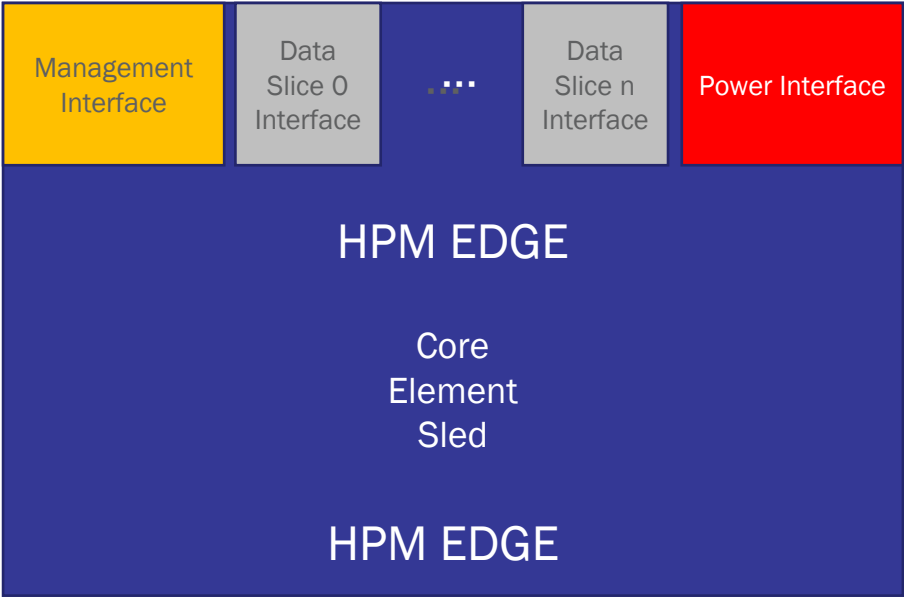 Management
Interface
Data
Slice 0
Interface
....
Data
Slice n
Interface
Power Interface
HPM EDGE
Core
Element
Sled
HPM EDGE